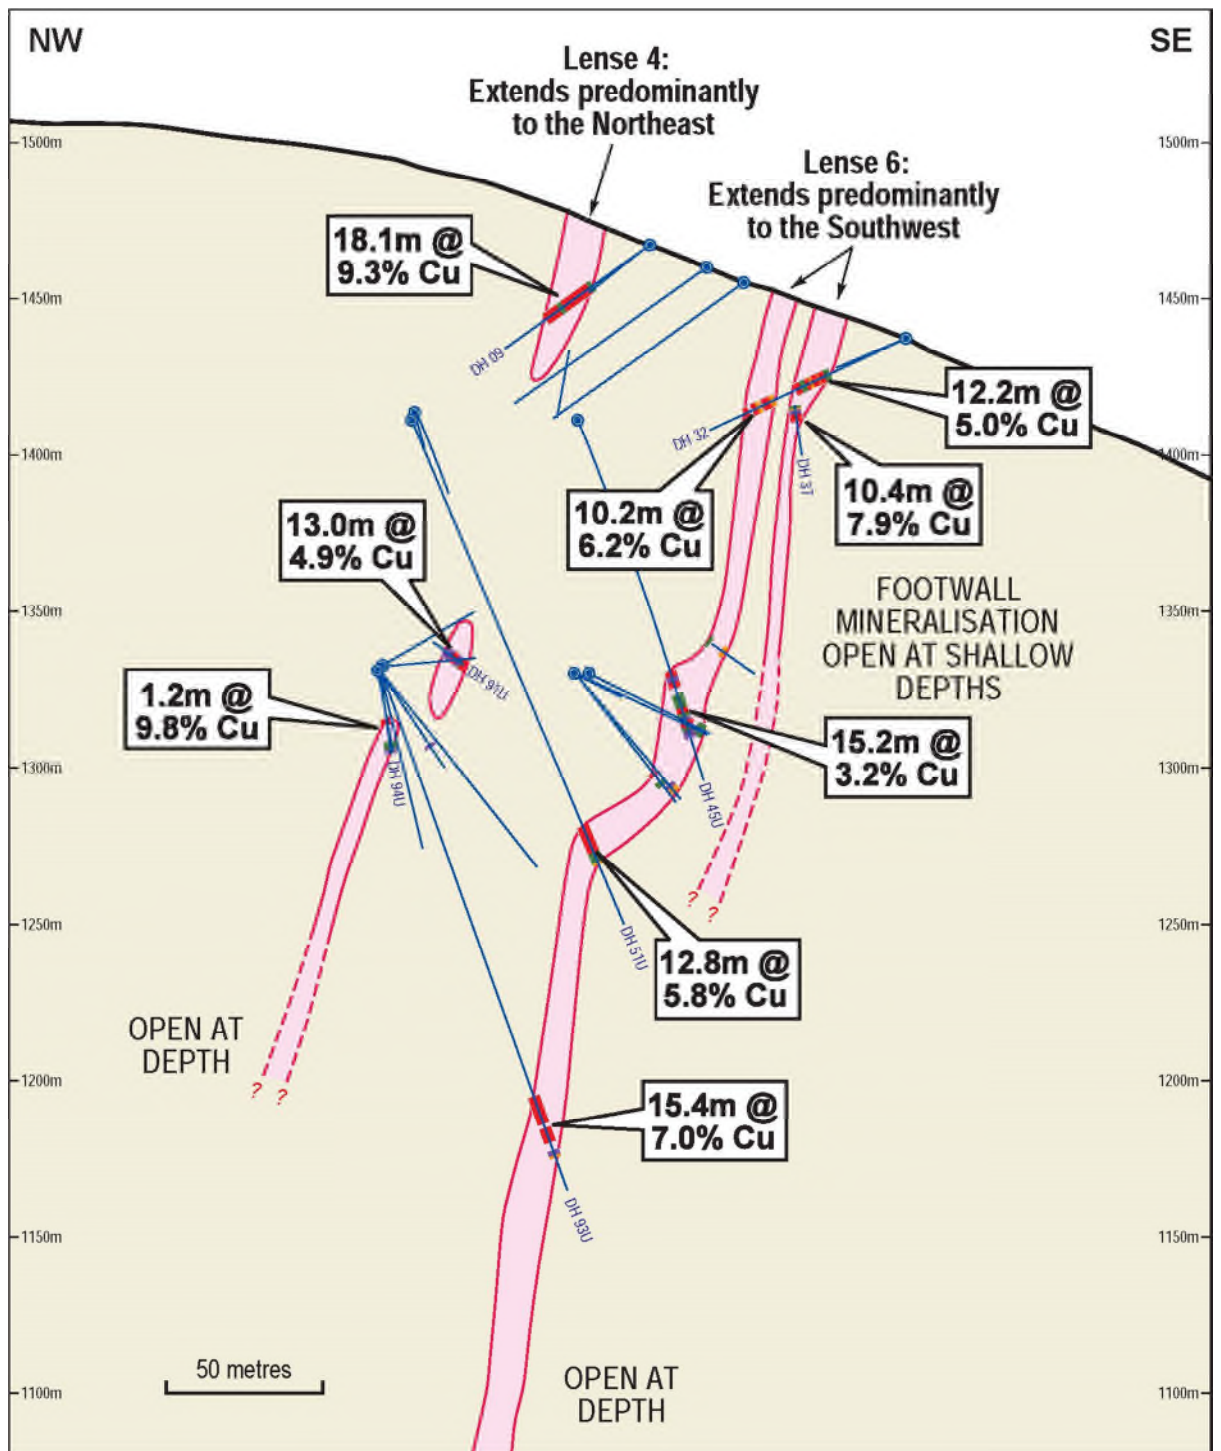 NW
SE
Lense 4:
Extends predominantly
to the Northeast
Lense 6:
Extends predominantly
to the Southwest
1500m
1500m
18.1m @
9.3% Cu
1450m
1450m
DH 09
12.2m @
5.0% Cu
DH 32
1400m
1400m
DH 37
10.4m @
7.9% Cu
10.2m @
6.2% Cu
13.0m @
4.9% Cu
FOOTWALL
MINERALISATION
OPEN AT SHALLOW
DEPTHS
1350m
1350m
DH 91U
1.2m @
9.8% Cu
15.2m @
3.2% Cu
1300m
1300m
DH 94U
DH 45U
?
?
1250m
1250m
DH 51U
12.8m @
5.8% Cu
OPEN AT
DEPTH
1200m
1200m
?
?
15.4m @
7.0% Cu
DH 93U
1150m
1150m
50 metres
OPEN AT
DEPTH
1100m
1100m